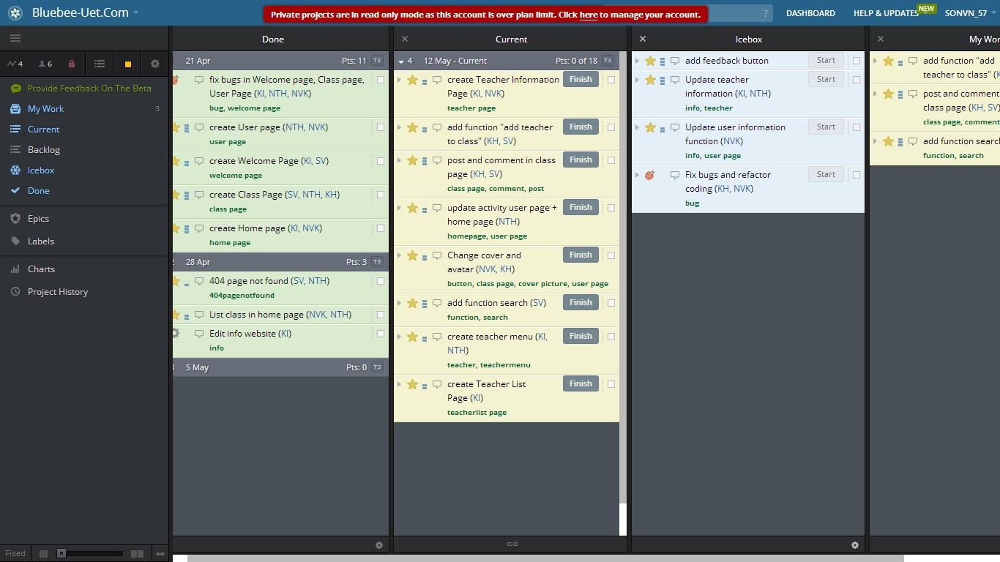 Bluebee-Uet.Com
Private projects are in read only mode as this account is over plan limit. Click here to manage your account.
?
DASHBOARD
HELP & UPDATES
NEW
SONVN_57
4
6
Provide Feedback On The Beta
My Work
3
Current
Backlog
Icebox
Done
Epics
Labels
Charts
Project History
Fixed
Done
21 Apr
Pts: 11
TS
fix bugs in Welcome page, Class page,
User Page (KI, NTH, NVK)
bug, welcome page
create User page (NTH, NVK)
user page
create Welcome Page (KI, SV)
welcome page
create Class Page (SV, NTH, KH)
class page
create Home page (KI, NVK)
home page
28 Apr
Pts: 3
TS
404 page not found (SV, NTH)
404pagenotfound
List class in home page (NVK, NTH)
Edit info website (KI)
info
5 May
Pts: 0
TS
Current
4
12 May - Current
Pts: 0 of 18
TS
create Teacher Information
Page (KI, NVK)
teacher page
Finish
add function "add teacher
to class" (KH, SV)
Finish
post and comment in class
page (KH, SV)
class page, comment, post
Finish
update activity user page +
home page (NTH)
homepage, user page
Finish
Change cover and
avatar (NVK, KH)
button, class page, cover picture, user page
Finish
add function search (SV)
function, search
Finish
create teacher menu (KI,
NTH)
teacher, teachermenu
Finish
create Teacher List
Page (KI)
teacherlist page
Finish
Icebox
add feedback button
Start
Update teacher
information (KI, NTH)
info, teacher
Start
Update user information
function (NVK)
info, user page
Start
Fix bugs and refactor
coding (KH, NVK)
bug
Start
My Wor
add function "add
teacher to class" (K
post and comment
class page (KH, SV)
class page, comment
add function search
function, search